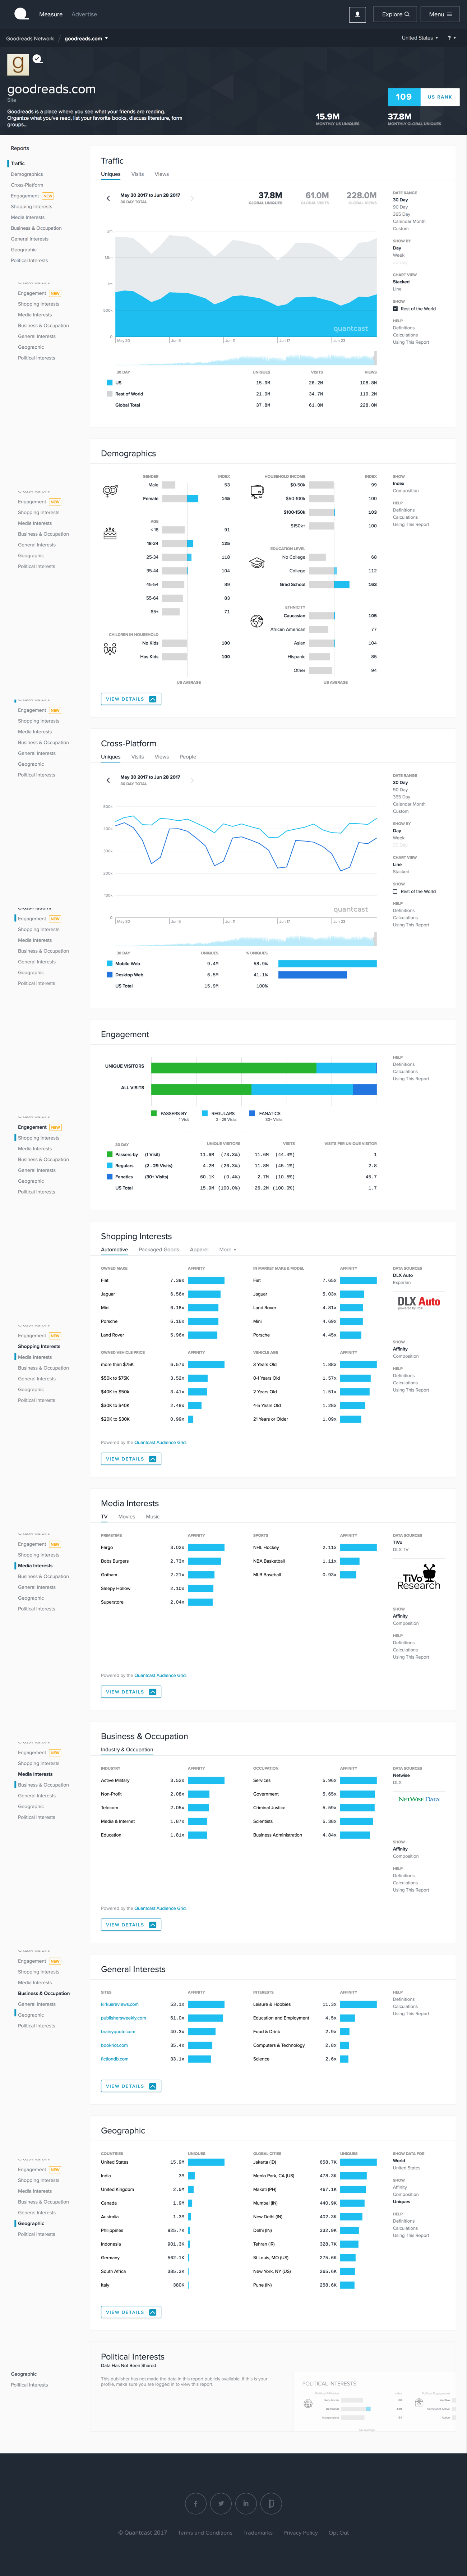 Measure Advertise Explore Menu
Goodreads Network / goodreads.com United States ?
g
goodreads.com
Site
Goodreads is a place where you see what your friends are reading.
Organize what you've read, list your favorite books, discuss literature, form
groups...
109 US RANK
15.9M 37.8M
MONTHLY US UNIQUES MONTHLY GLOBAL UNIQUES
Reports
Traffic
Demographics
Cross-Platform
Engagement NEW
Shopping Interests
Media Interests
Business & Occupation
General Interests
Geographic
Political Interests
Traffic
Uniques Visits Views
May 30 2017 to Jun 28 2017
30 DAY TOTAL
37.8M 61.0M 228.0M
GLOBAL UNIQUES GLOBAL VISITS GLOBAL VIEWS
DATE RANGE
30 Day
90 Day
365 Day
Calendar Month
Custom
SHOW BY
Day
Week
CHART VIEW
Stacked
Line
SHOW
Rest of the World
HELP
Definitions
Calculations
Using This Report
quantcast
30 DAY UNIQUES VISITS VIEWS
US 15.9M 26.2M 108.8M
Rest of World 21.9M 34.7M 119.2M
Global Total 37.8M 61.0M 228.0M
Demographics
GENDER INDEX
Male 53
Female 145
AGE
< 18 91
18-24 125
25-34 118
35-44 104
45-54 89
55-64 83
65+ 71
CHILDREN IN HOUSEHOLD
No Kids 100
Has Kids 100
US AVERAGE
HOUSEHOLD INCOME INDEX
$0-50k 99
$50-100k 100
$100-150k 103
$150k+ 100
EDUCATION LEVEL
No College 68
College 112
Grad School 163
ETHNICITY
Caucasian 105
African American 77
Asian 104
Hispanic 85
Other 94
US AVERAGE
SHOW
Index
Composition
HELP
Definitions
Calculations
Using This Report
VIEW DETAILS
Cross-Platform
Uniques Visits Views People
May 30 2017 to Jun 28 2017
30 DAY TOTAL
DATE RANGE
30 Day
90 Day
365 Day
Calendar Month
Custom
SHOW BY
Day
Week
CHART VIEW
Line
Stacked
SHOW
Rest of the World
HELP
Definitions
Calculations
Using This Report
quantcast
30 DAY UNIQUES % UNIQUES
Mobile Web 9.4M 58.9%
Desktop Web 6.5M 41.1%
US Total 15.9M 100%
Engagement
UNIQUE VISITORS
ALL VISITS
PASSERS-BY REGULARS FANATICS
1 Visit 2 - 29 Visits 30+ Visits
30 DAY UNIQUE VISITORS VISITS VISITS PER UNIQUE VISITOR
Passers-by (1 Visit) 11.6M (73.3%) 11.6M (44.4%) 1
Regulars (2 - 29 Visits) 4.2M (26.3%) 11.8M (45.1%) 2.8
Fanatics (30+ Visits) 60.1K (0.4%) 2.7M (10.5%) 45.7
US Total 15.9M (100.0%) 26.2M (100.0%) 1.7
HELP
Definitions
Calculations
Using This Report
Shopping Interests
Automotive Packaged Goods Apparel More
OWNED MAKE AFFINITY
Fiat 7.39x
Jaguar 6.56x
Mini 6.18x
Porsche 6.16x
Land Rover 5.96x
IN MARKET MAKE & MODEL AFFINITY
Fiat 7.65x
Jaguar 5.03x
Land Rover 4.81x
Mini 4.69x
Porsche 4.45x
OWNED VEHICLE PRICE AFFINITY
more than $75K 6.57x
$50k to $75K 3.52x
$40K to $50k 3.41x
$30K to $40K 2.48x
$20K to $30K 0.99x
VEHICLE AGE AFFINITY
3 Years Old 1.98x
0-1 Years Old 1.57x
2 Years Old 1.51x
4-5 Years Old 1.28x
21 Years or Older 1.09x
DATA SOURCES
DLX Auto
Experian
DLX Auto
SHOW
Affinity
Composition
HELP
Definitions
Calculations
Using This Report
Powered by the Quantcast Audience Grid
VIEW DETAILS
Media Interests
TV Movies Music
PRIMETIME AFFINITY
Fargo 3.02x
Bobs Burgers 2.73x
Gotham 2.21x
Sleepy Hollow 2.10x
Superstore 2.04x
SPORTS AFFINITY
NHL Hockey 2.11x
NBA Basketball 1.11x
MLB Baseball 0.93x
DATA SOURCES
TiVo
DLX TV
TiVo
Research
SHOW
Affinity
Composition
HELP
Definitions
Calculations
Using This Report
Powered by the Quantcast Audience Grid
VIEW DETAILS
Business & Occupation
Industry & Occupation
INDUSTRY AFFINITY
Active Military 3.52x
Non-Profit 2.08x
Telecom 2.05x
Media & Internet 1.87x
Education 1.81x
OCCUPATION AFFINITY
Services 5.96x
Government 5.65x
Criminal Justice 5.59x
Scientists 5.38x
Business Administration 4.84x
DATA SOURCES
Netwise
DLX
NETWISE DATA
SHOW
Affinity
Composition
HELP
Definitions
Calculations
Using This Report
Powered by the Quantcast Audience Grid
VIEW DETAILS
General Interests
SITES AFFINITY
kirkusreviews.com 53.1x
publishersweekly.com 51.0x
brainyquote.com 40.3x
bookriot.com 35.4x
fictiondb.com 33.1x
INTERESTS AFFINITY
Leisure & Hobbies 11.3x
Education and Employment 4.5x
Food & Drink 2.9x
Computers & Technology 2.8x
Science 2.6x
HELP
Definitions
Calculations
Using This Report
VIEW DETAILS
Geographic
COUNTRIES UNIQUES
United States 15.9M
India 3M
United Kingdom 2.5M
Canada 1.9M
Australia 1.3M
Philippines 925.7K
Indonesia 901.3K
Germany 562.1K
South Africa 385.3K
Italy 380K
GLOBAL CITIES UNIQUES
Jakarta (ID) 658.7K
Menlo Park, CA (US) 478.3K
Makati (PH) 467.1K
Mumbai (IN) 440.9K
New Delhi (IN) 402.3K
Delhi (IN) 332.9K
Tehran (IR) 328.7K
St Louis, MO (US) 275.6K
New York, NY (US) 265.6K
Pune (IN) 258.6K
SHOW DATA FOR
World
United States
SHOW
Affinity
Composition
Uniques
HELP
Definitions
Calculations
Using This Report
VIEW DETAILS
Political Interests
Data Has Not Been Shared
This publisher has not made the data in this report publicly available. If this is your
profile, make sure you are logged in to view this report.
POLITICAL INTERESTS
© Quantcast 2017 Terms and Conditions Trademarks Privacy Policy Opt Out